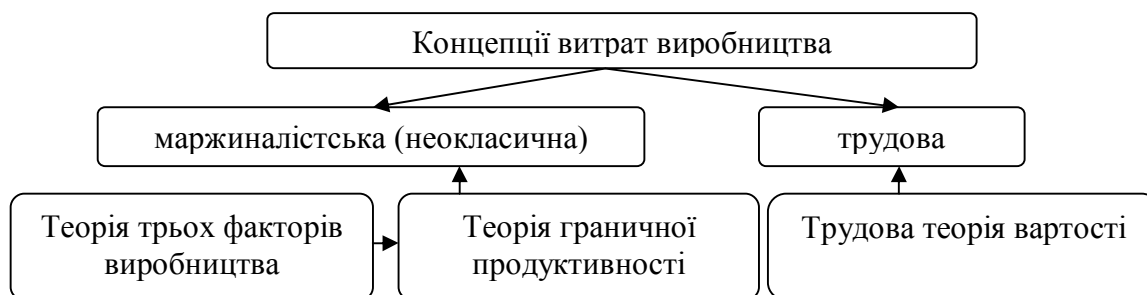 Концепції витрат виробництва
маржиналістська (неокласична)
трудова
Теорія трьох факторів
виробництва
Теорія граничної
продуктивності
Трудова теорія вартості